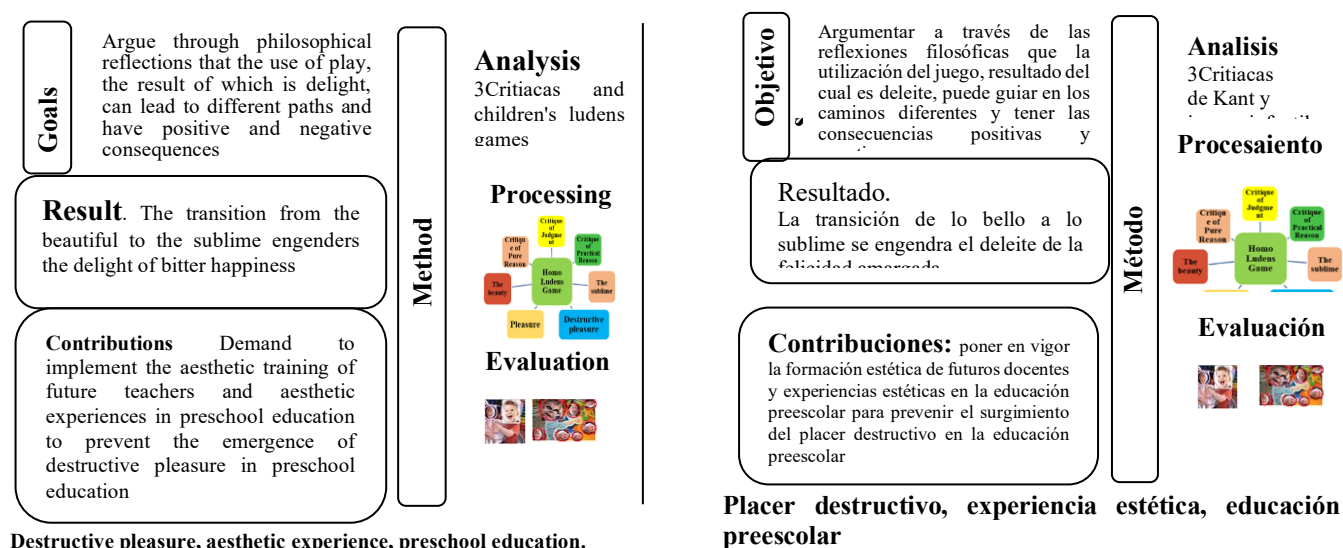 Goals
Argue through philosophical
reflections that the use of play,
the result of which is delight,
can lead to different paths and
have positive and negative
consequences
Result. The transition from the
beautiful to the sublime engenders
the delight of bitter happiness
Contributions Demand to
implement the aesthetic training of
future teachers and aesthetic
experiences in preschool education
to prevent the emergence of
destructive pleasure in preschool
education
Method
Analysis
3Critiacas and
children's ludens
games
Processing
Critique
of
Judgme
nt
Critiqu
e of
Pure
Reason
Critique
of
Practical
Reason
Homo
Ludens
Game
The
beauty
The
sublime
Pleasure
Destructive
pleasure
Evaluation
Destructive pleasure, aesthetic experience, preschool education.
Objetivo
Argumentar a través de las
reflexiones filosóficas que la
utilización del juego, resultado del
cual es deleite, puede guiar en los
caminos diferentes y tener las
consecuencias positivas y
Resultado.
La transición de lo bello a lo
sublime se engendra el deleite de la
felicidad amargada
Contribuciones: poner en vigor
la formación estética de futuros docentes
y experiencias estéticas en la educación
preescolar para prevenir el surgimiento
del placer destructivo en la educación
preescolar
Método
Analisis
3Critiacas
de Kant y
Procesaiento
Critique
of
Judgme
nt
Critiqu
e of
Pure
Reason
Critique
of
Practical
Reason
Homo
Ludens
Game
The
beauty
The
sublime
Evaluación
Placer destructivo, experiencia estética, educación
preescolar